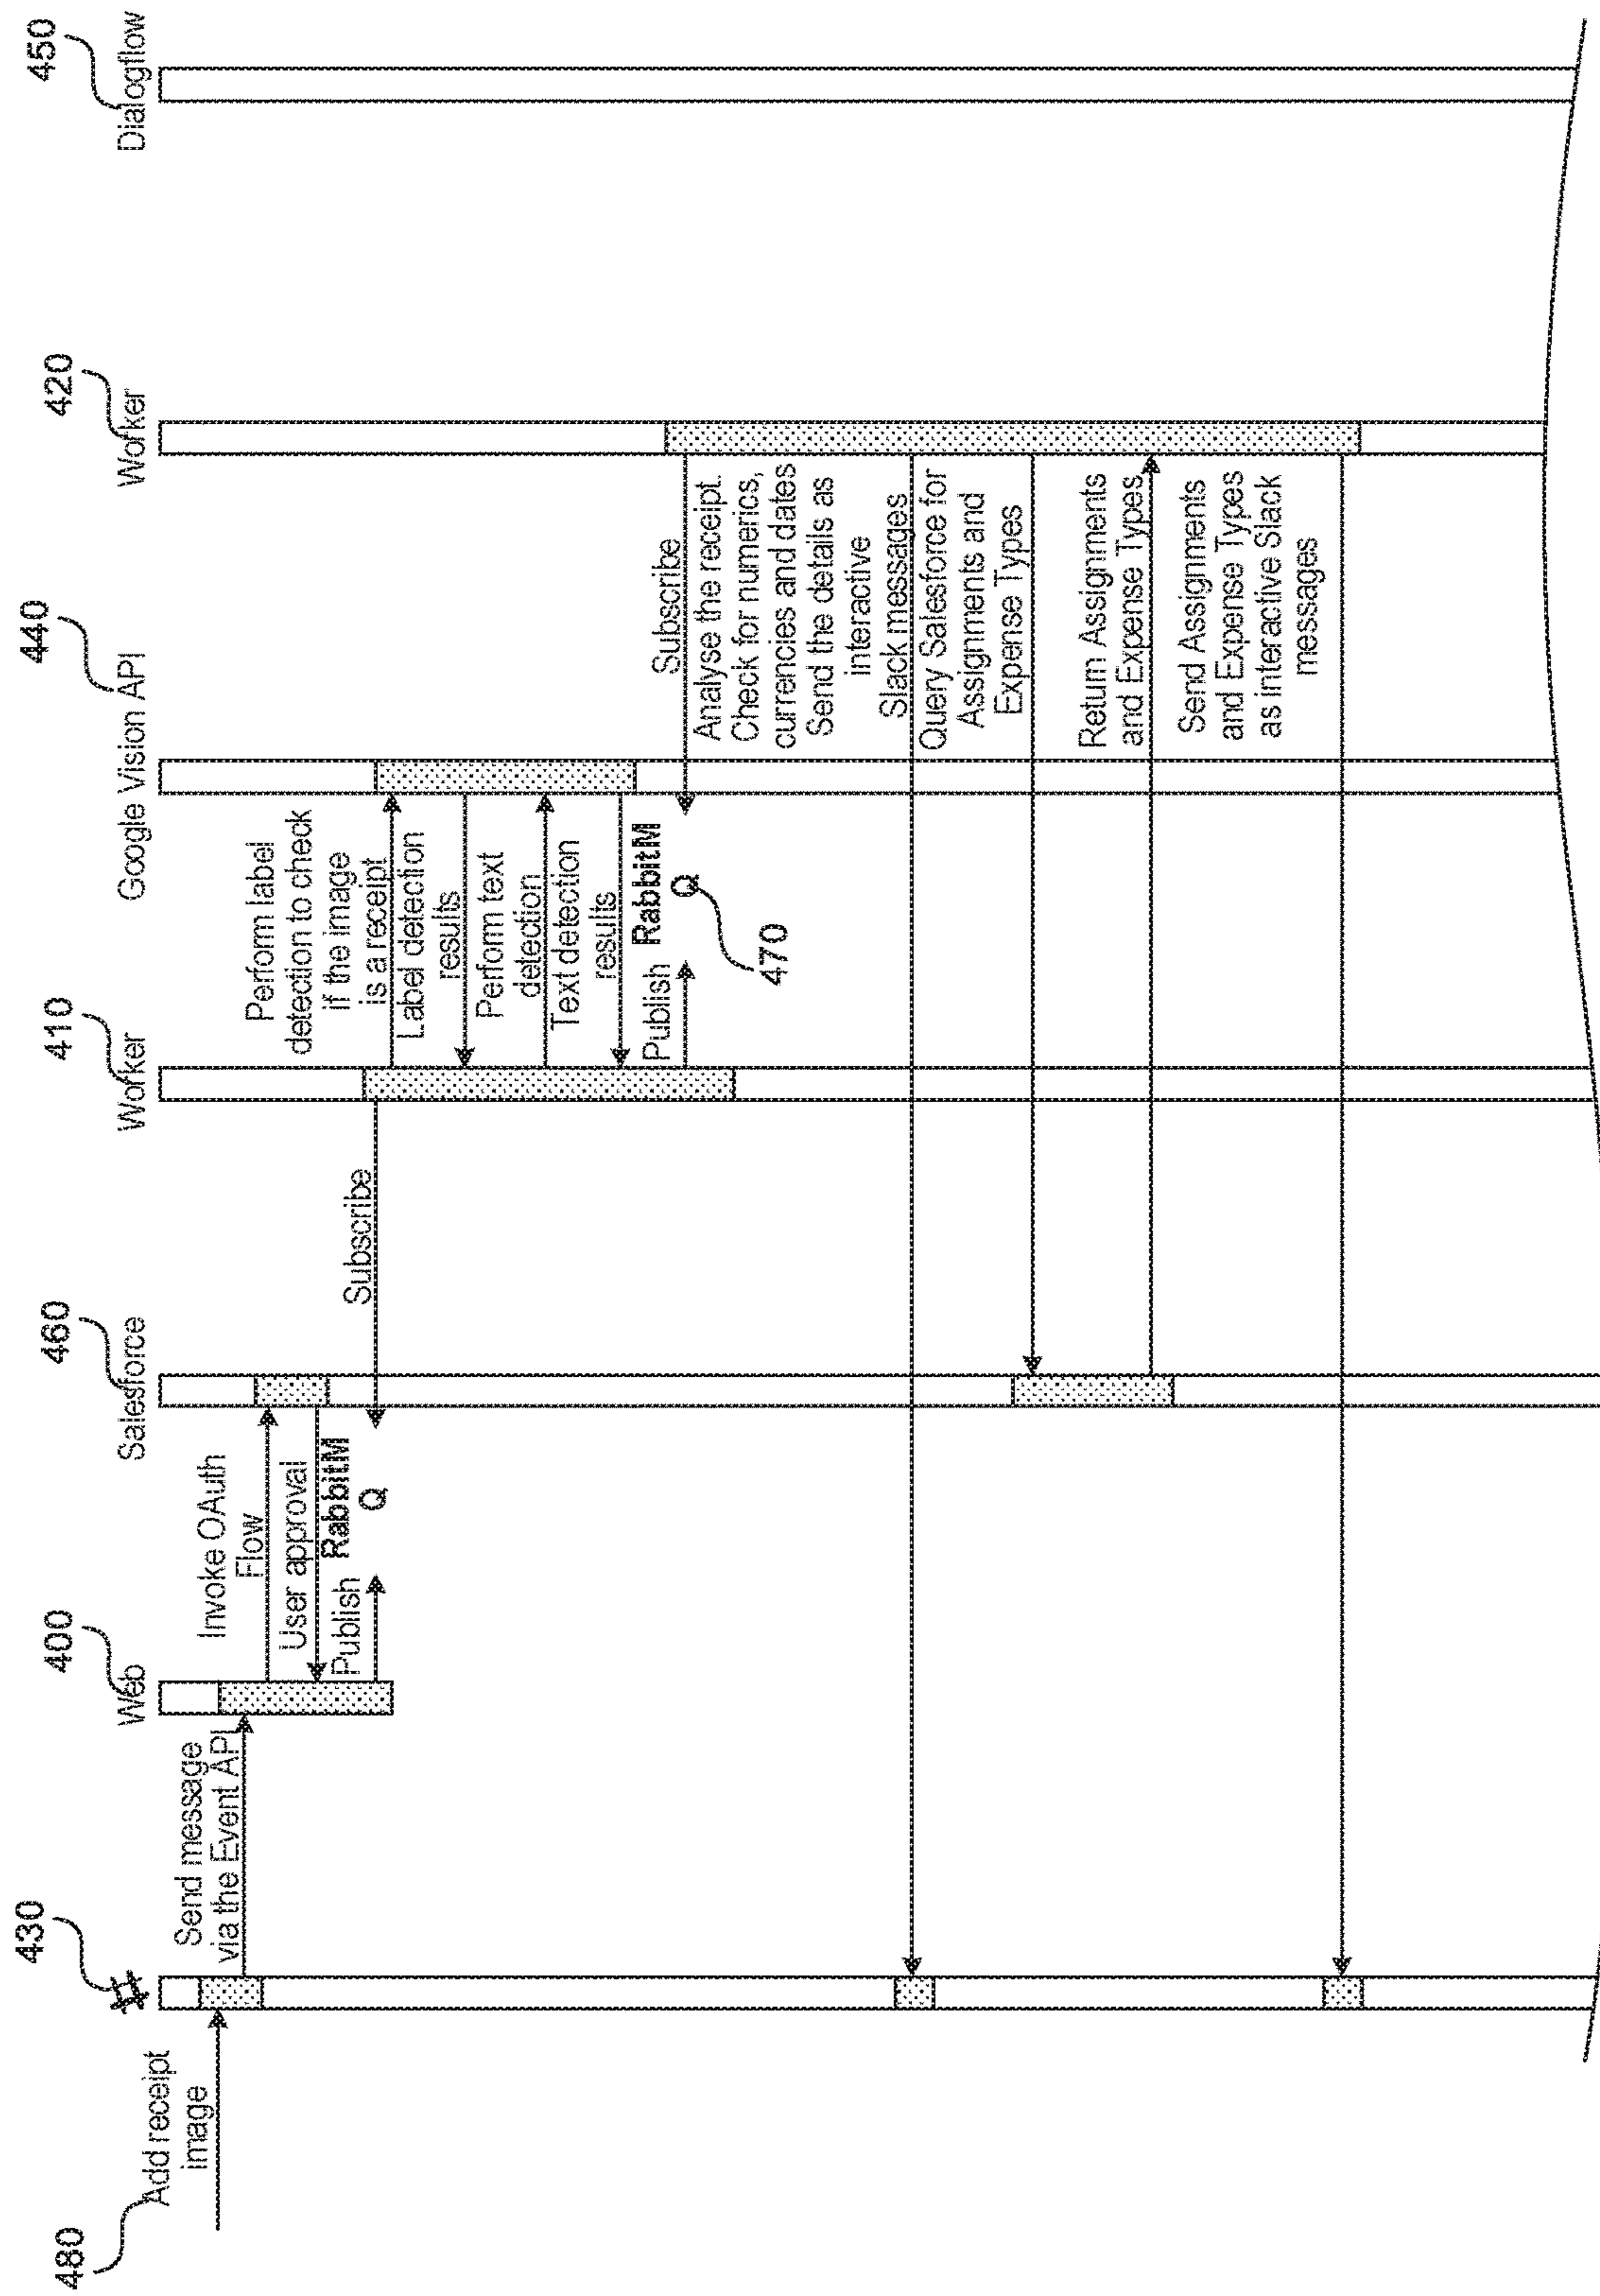 480
Add receipt
image
430
#
Send message
via the Event API
400
Web
Invoke OAuth
Flow
User approval
Publish
RabbitM
Q
460
Salesforce
Subscribe
410
Worker
Perform label
detection to check
if the image
is a receipt
Label detection
results
Perform text
detection
Text detection
results
Publish
RabbitM
Q
470
440
Google Vision API
Subscribe
Analyse the receipt.
Check for numerics,
currencies and dates
Send the details as
interactive
Slack messages
Query Salesforce for
Assignments and
Expense Types
Return Assignments
and Expense Types
Send Assignments
and Expense Types
as interactive Slack
messages
420
Worker
450
Dialogflow